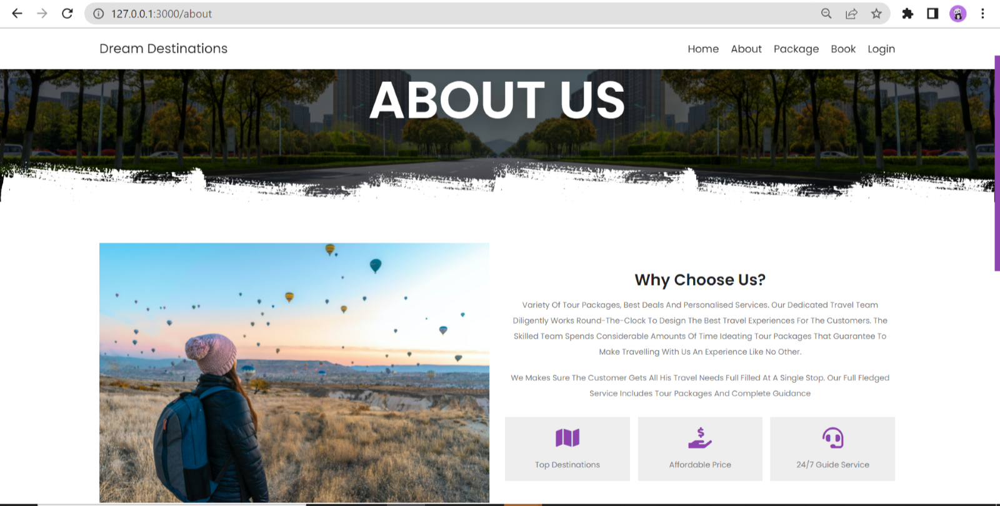 127.0.0.1:3000/about
Dream Destinations
Home About Package Book Login
ABOUT US
Why Choose Us?
Variety Of Tour Packages, Best Deals And Personalised Services. Our Dedicated Travel Team
Diligently Works Round-The-Clock To Design The Best Travel Experiences For The Customers. The
Skilled Team Spends Considerable Amounts Of Time Ideating Tour Packages That Guarantee To
Make Travelling With Us An Experience Like No Other.
We Makes Sure The Customer Gets All His Travel Needs Full Filled At A Single Stop. Our Full Fledged
Service Includes Tour Packages And Complete Guidance
Top Destinations
Affordable Price
24/7 Guide Service